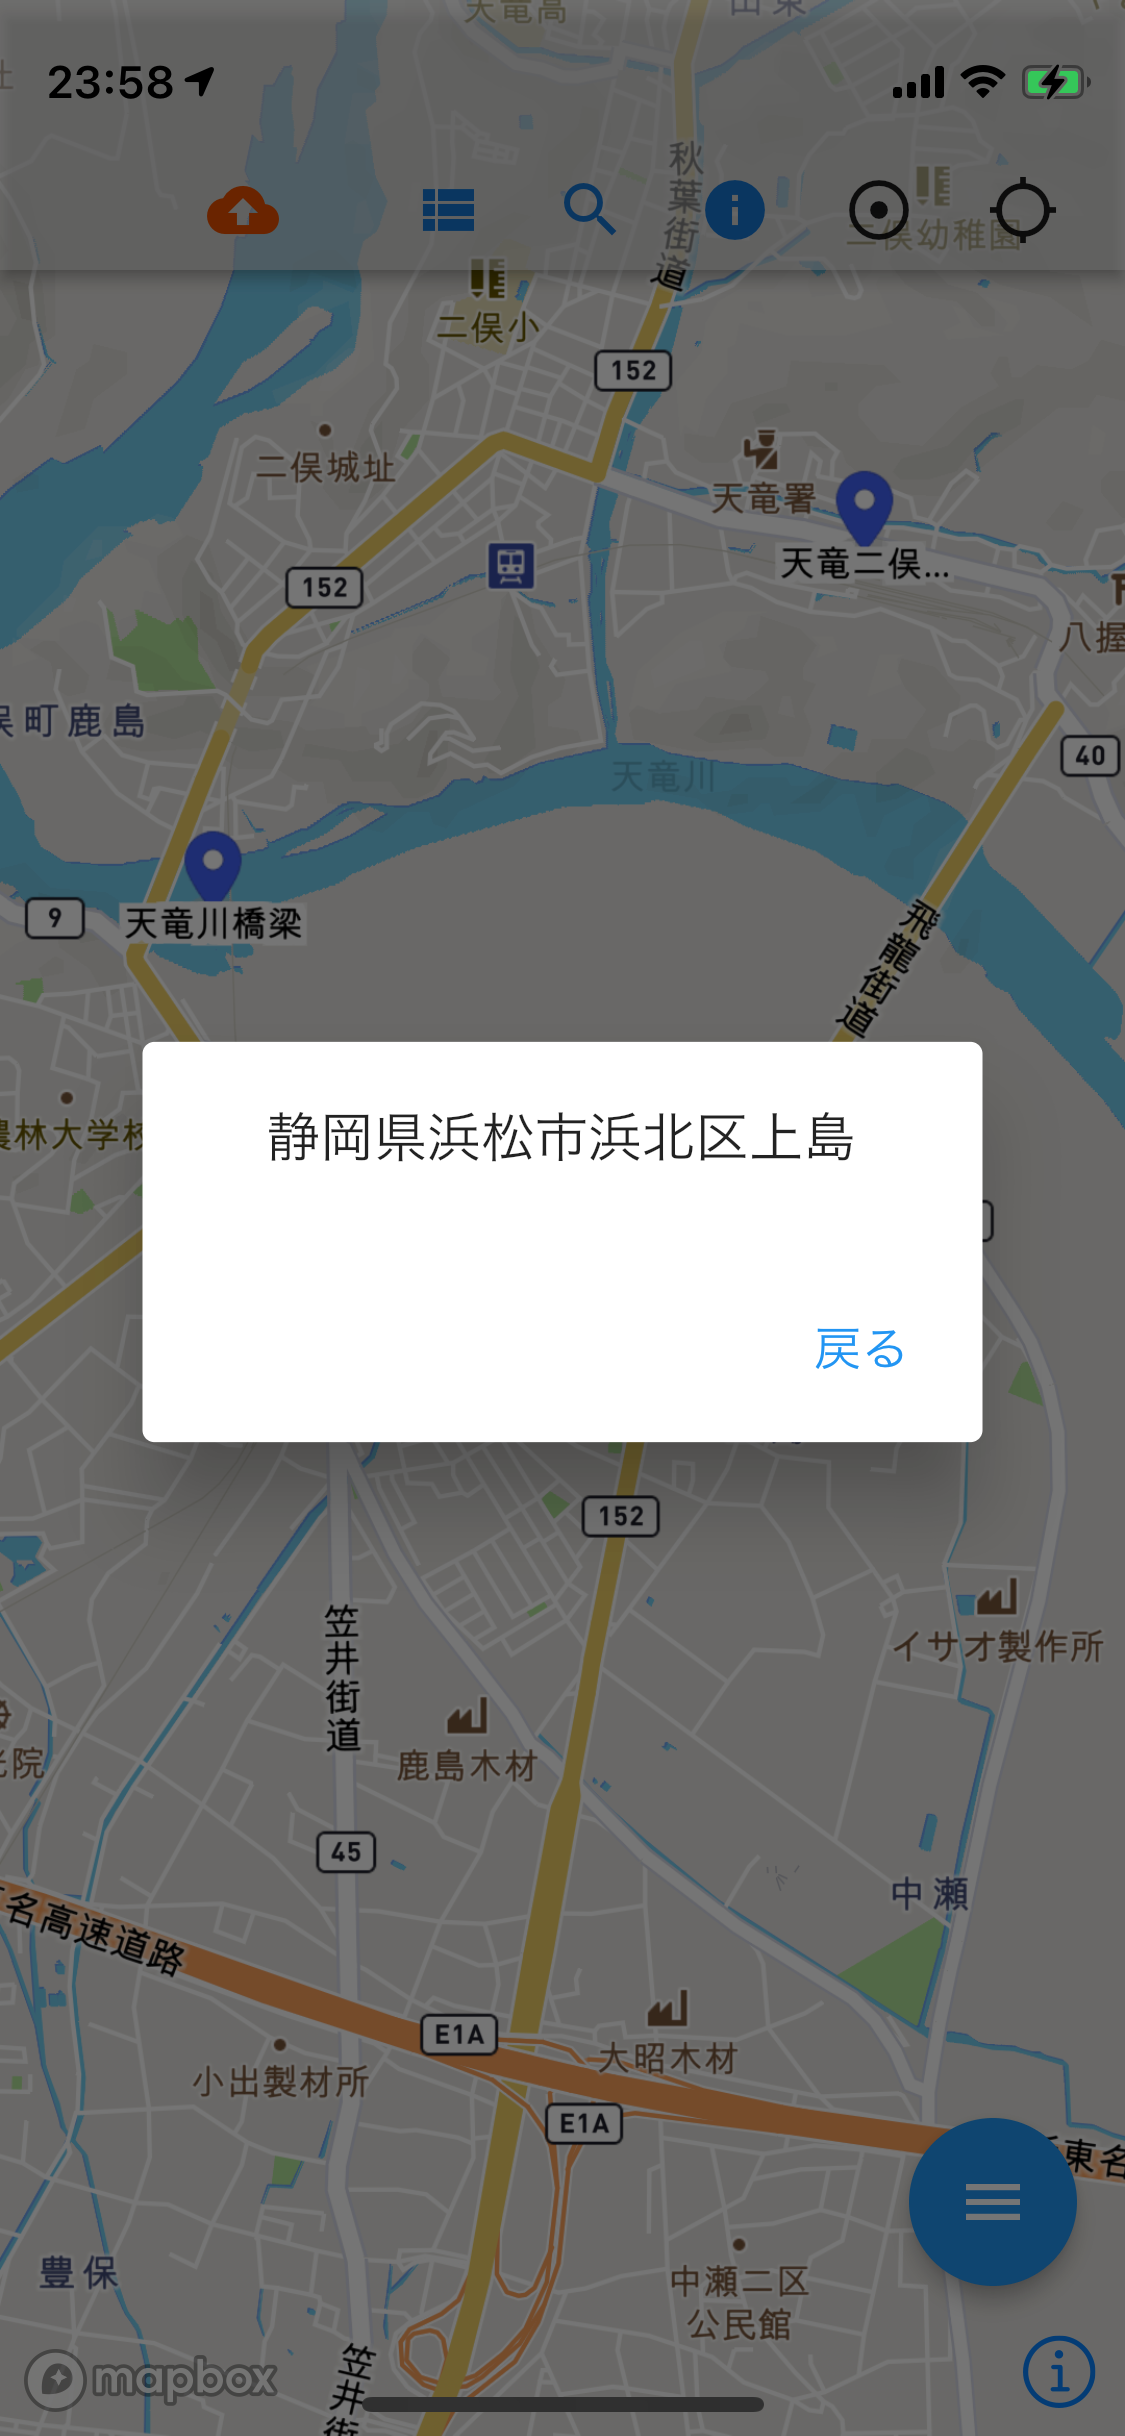 天竜高
23:58
秋葉街道
二俣幼稚園
二俣小
152
二俣城址
天竜署
天竜二俣...
152
八握
俣町鹿島
天竜川
40
9
天竜川橋梁
飛龍街道
農林大学校
静岡県浜松市浜北区上島
戻る
152
笠井街道
イサオ製作所
鹿島木材
45
中瀬
名高速道路
E1A
大昭木材
小出製材所
E1A
新東名
豊保
中瀬二区
公民館
笠井街
mapbox